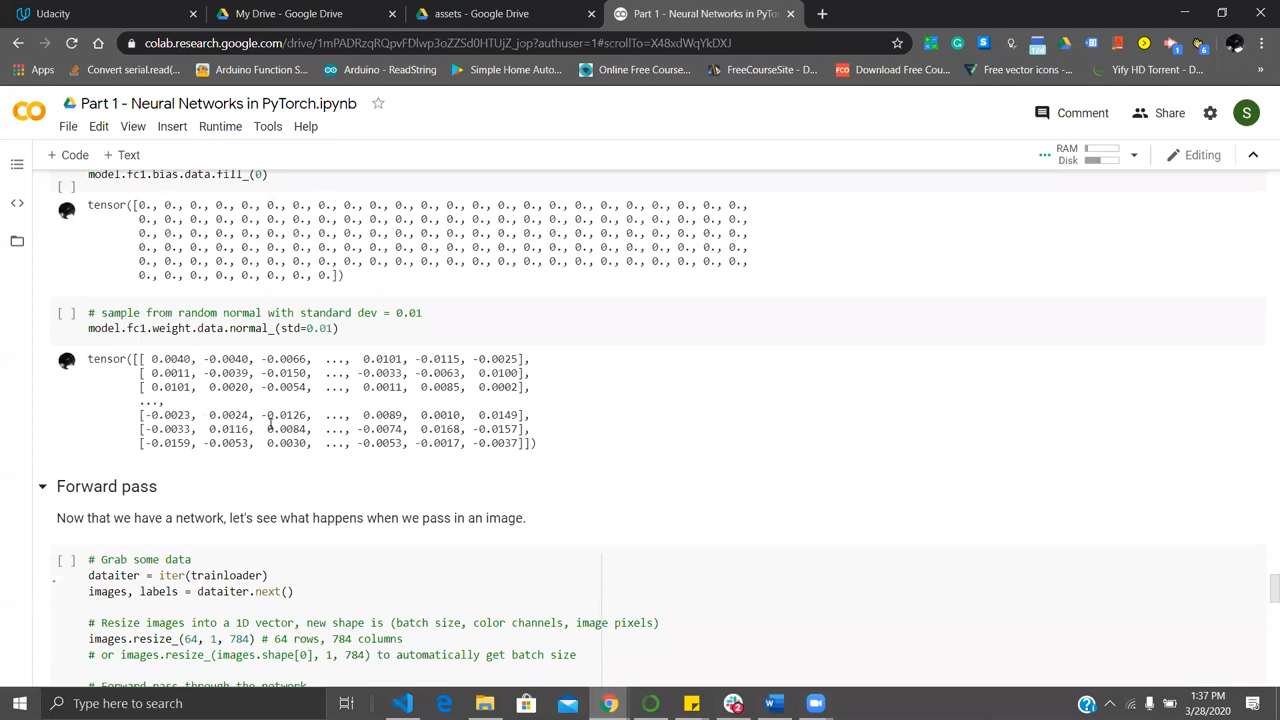 Udacity
My Drive - Google Drive
assets - Google Drive
Part 1 - Neural Networks in PyTor
colab.research.google.com/drive/1mPADRzqRQpvFDlwp3oZZSd0HTUjZ_jop?authuser=1#scrollTo=X48xdWqYkDXJ
Apps
Convert serial.read(...
Arduino Function S...
Arduino - ReadString
Simple Home Auto...
Online Free Course...
FreeCourseSite - D...
FCO Download Free Cou...
Free vector icons -...
Yify HD Torrent - D...
Part 1 - Neural Networks in PyTorch.ipynb
Comment
Share
S
File Edit View Insert Runtime Tools Help
+ Code + Text
RAM
Disk
Editing
model.fc1.bias.data.fill_(0)
[ ]
tensor([0., 0., 0., 0., 0., 0., 0., 0., 0., 0., 0., 0., 0., 0., 0., 0., 0., 0., 0., 0., 0., 0., 0., 0.,
0., 0., 0., 0., 0., 0., 0., 0., 0., 0., 0., 0., 0., 0., 0., 0., 0., 0., 0., 0., 0., 0., 0., 0.,
0., 0., 0., 0., 0., 0., 0., 0., 0., 0., 0., 0., 0., 0., 0., 0., 0., 0., 0., 0., 0., 0., 0., 0.,
0., 0., 0., 0., 0., 0., 0., 0., 0., 0., 0., 0., 0., 0., 0., 0., 0., 0., 0., 0., 0., 0., 0., 0.,
0., 0., 0., 0., 0., 0., 0., 0., 0., 0., 0., 0., 0., 0., 0., 0., 0., 0., 0., 0., 0., 0., 0., 0.,
0., 0., 0., 0., 0., 0., 0., 0.])
[ ] # sample from random normal with standard dev = 0.01
model.fc1.weight.data.normal_(std=0.01)
tensor([[ 0.0040, -0.0040, -0.0066, ..., 0.0101, -0.0115, -0.0025],
[ 0.0011, -0.0039, -0.0150, ..., -0.0033, -0.0063, 0.0100],
[ 0.0101, 0.0020, -0.0054, ..., 0.0011, 0.0085, 0.0002],
...,
[-0.0023, 0.0024, -0.0126, ..., 0.0089, 0.0010, 0.0149],
[-0.0033, 0.0116, 0.0084, ..., -0.0074, 0.0168, -0.0157],
[-0.0159, -0.0053, 0.0030, ..., -0.0053, -0.0017, -0.0037]])
Forward pass
Now that we have a network, let's see what happens when we pass in an image.
[ ] # Grab some data
dataiter = iter(trainloader)
images, labels = dataiter.next()
# Resize images into a 1D vector, new shape is (batch size, color channels, image pixels)
images.resize_(64, 1, 784) # 64 rows, 784 columns
# or images.resize_(images.shape[0], 1, 784) to automatically get batch size
# Forward pass through the network
Type here to search
1:37 PM
3/28/2020